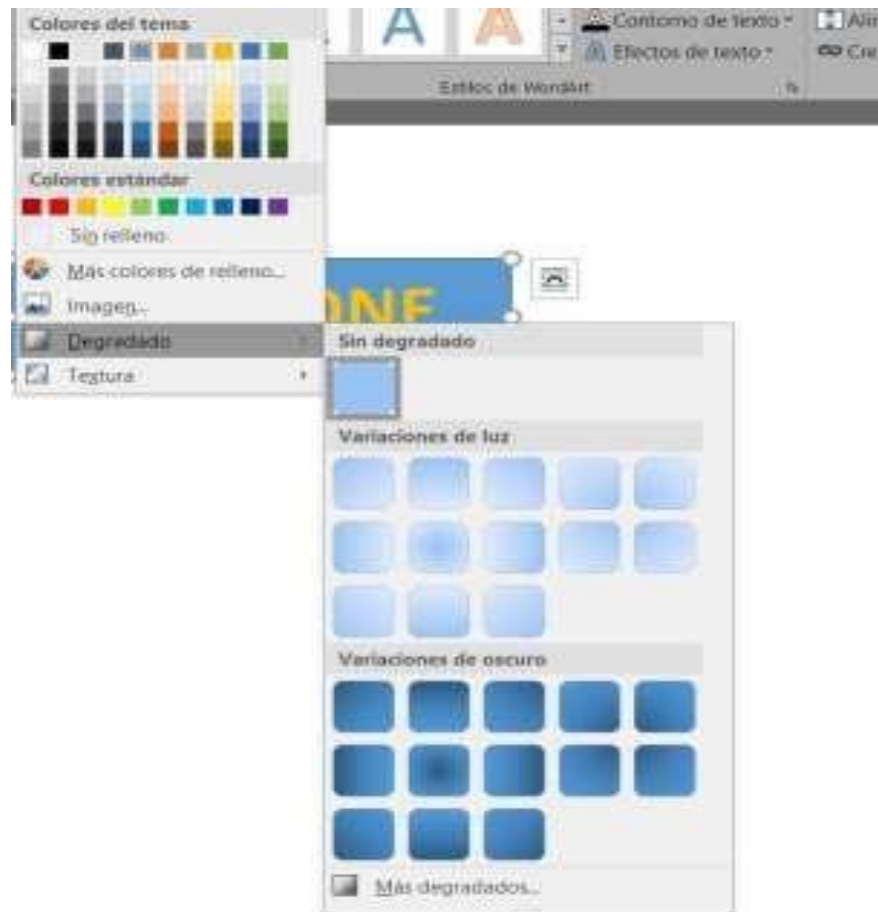 Colores del tema
A A
Contorno de texto
Efectos de texto
Estilos de WordArt
Colores estándar
Sin relleno
Más colores de relleno...
Imagen...
Degradado
Textura
ONE
Sin degradado
Variaciones de luz
Variaciones de oscuro
Más degradados...